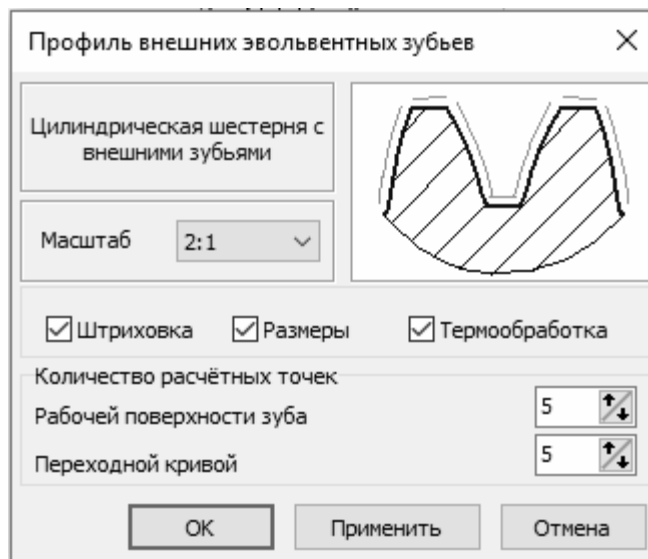 Профиль внешних эвольвентных зубьев
Цилиндрическая шестерня с
внешними зубьями
Масштаб 2:1
Штриховка Размеры Термообработка
Количество расчётных точек
Рабочей поверхности зуба 5
Переходной кривой 5
ОК Применить Отмена